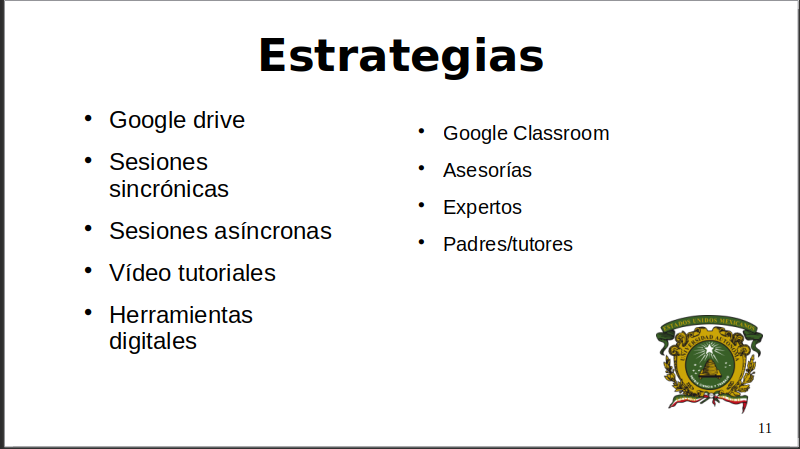 Estrategias
• Google drive
• Sesiones
sincrónicas
• Sesiones asíncronas
• Vídeo tutoriales
• Herramientas
digitales
• Google Classroom
• Asesorías
• Expertos
• Padres/tutores
ESTADOS UNIDOS MEXICANOS
UNIVERSIDAD AUTÓNOMA
11